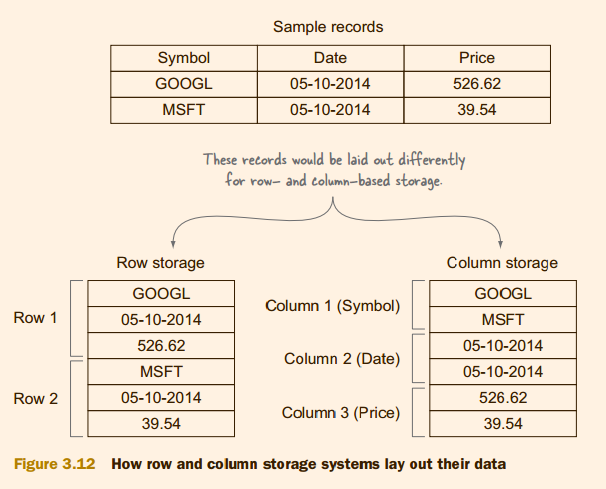 Sample records
Symbol Date Price
GOOGL 05-10-2014 526.62
MSFT 05-10-2014 39.54
These records would be laid out differently
for row- and column-based storage.
Row storage
Row 1
GOOGL
05-10-2014
526.62
Row 2
MSFT
05-10-2014
39.54
Column storage
Column 1 (Symbol)
GOOGL
MSFT
Column 2 (Date)
05-10-2014
05-10-2014
Column 3 (Price)
526.62
39.54
Figure 3.12 How row and column storage systems lay out their data